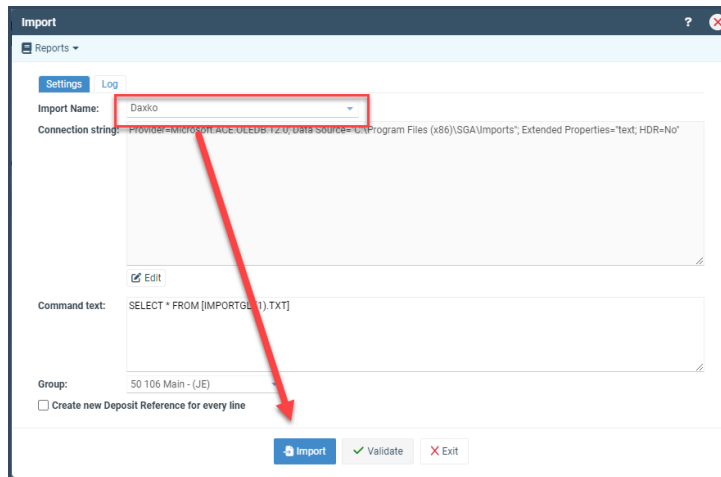 Import ?
Reports
Settings Log
Import Name: Daxko
Connection string: Provider=Microsoft.ACE.OLEDB.12.0; Data Source="C:\Program Files (x86)\SGA\Imports"; Extended Properties="text; HDR=No"
Edit
Command text: SELECT * FROM [IMPORTGL(1).TXT]
Group: 50 106 Main - (JE)
Create new Deposit Reference for every line
Import Validate Exit